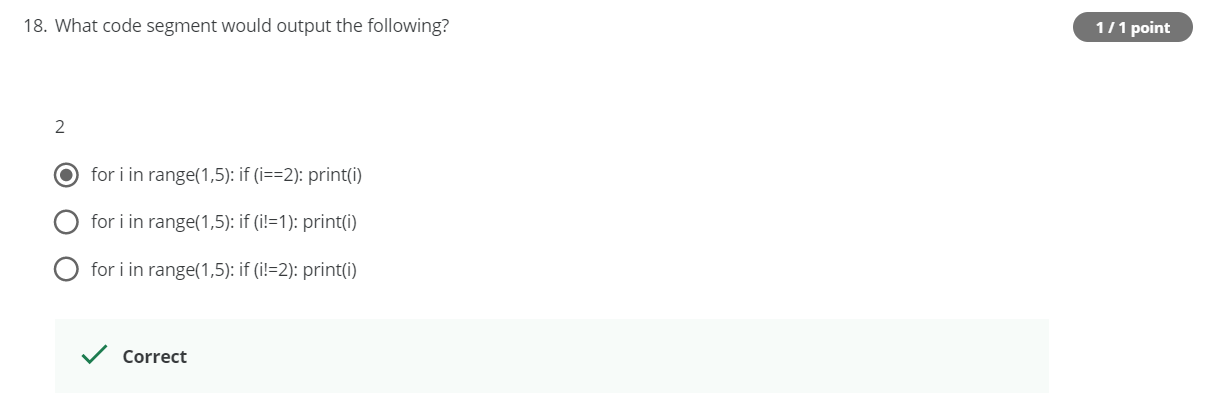 18. What code segment would output the following?
1 / 1 point
2
for i in range(1,5): if (i==2): print(i)
for i in range(1,5): if (i!=1): print(i)
for i in range(1,5): if (i!=2): print(i)
Correct